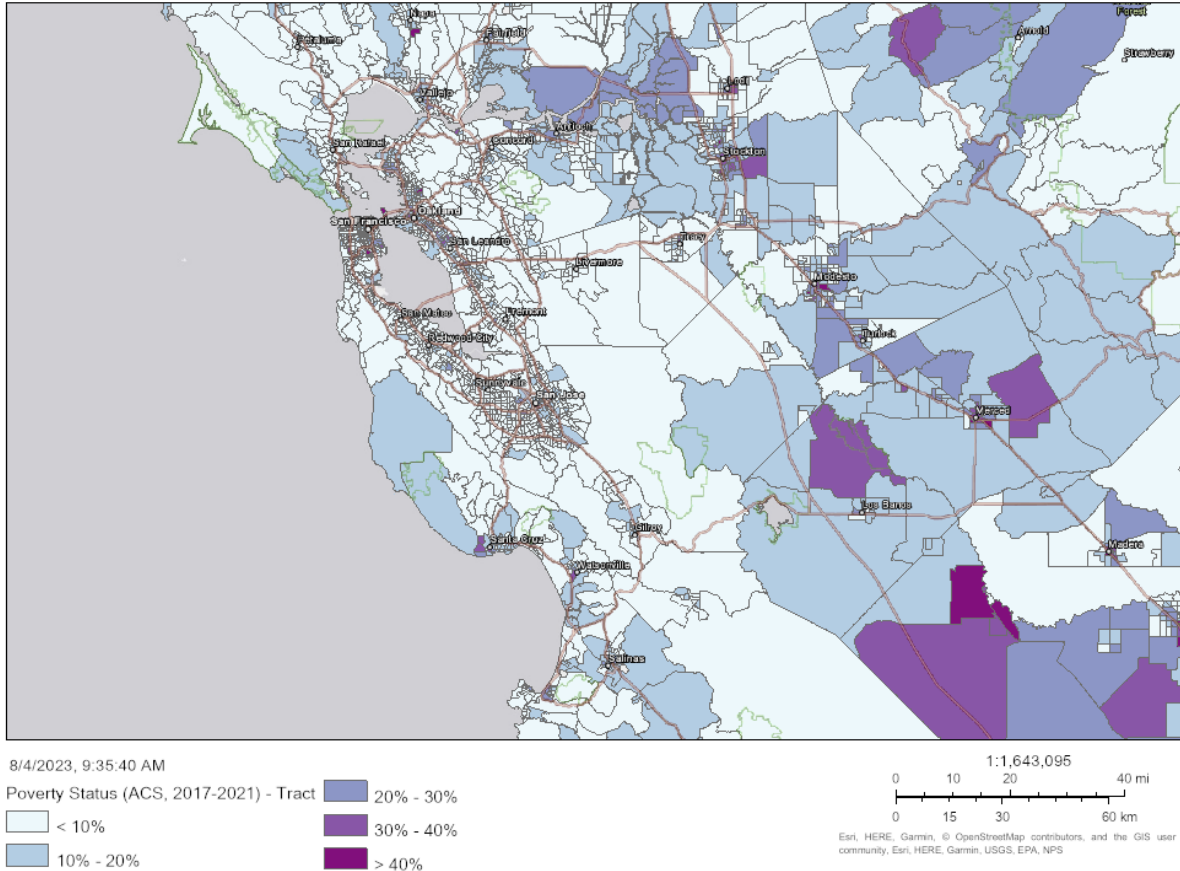 Napa
Fairfield
Forest
Arnold
Petaluma
Strawberry
Vallejo
Lodi
Antioch
Concord
San Rafael
Stockton
Oakland
San Francisco
San Leandro
Tracy
Livermore
Modesto
San Mateo
Fremont
Turlock
Redwood City
Sunnyvale
San Jose
Merced
Los Banos
Gilroy
Santa Cruz
Madera
Watsonville
Salinas
8/4/2023, 9:35:40 AM
Poverty Status (ACS, 2017-2021) - Tract
< 10%
10% - 20%
20% - 30%
30% - 40%
> 40%
1:1,643,095
0 10 20 40 mi
0 15 30 60 km
Esri, HERE, Garmin, © OpenStreetMap contributors, and the GIS user
community, Esri, HERE, Garmin, USGS, EPA, NPS